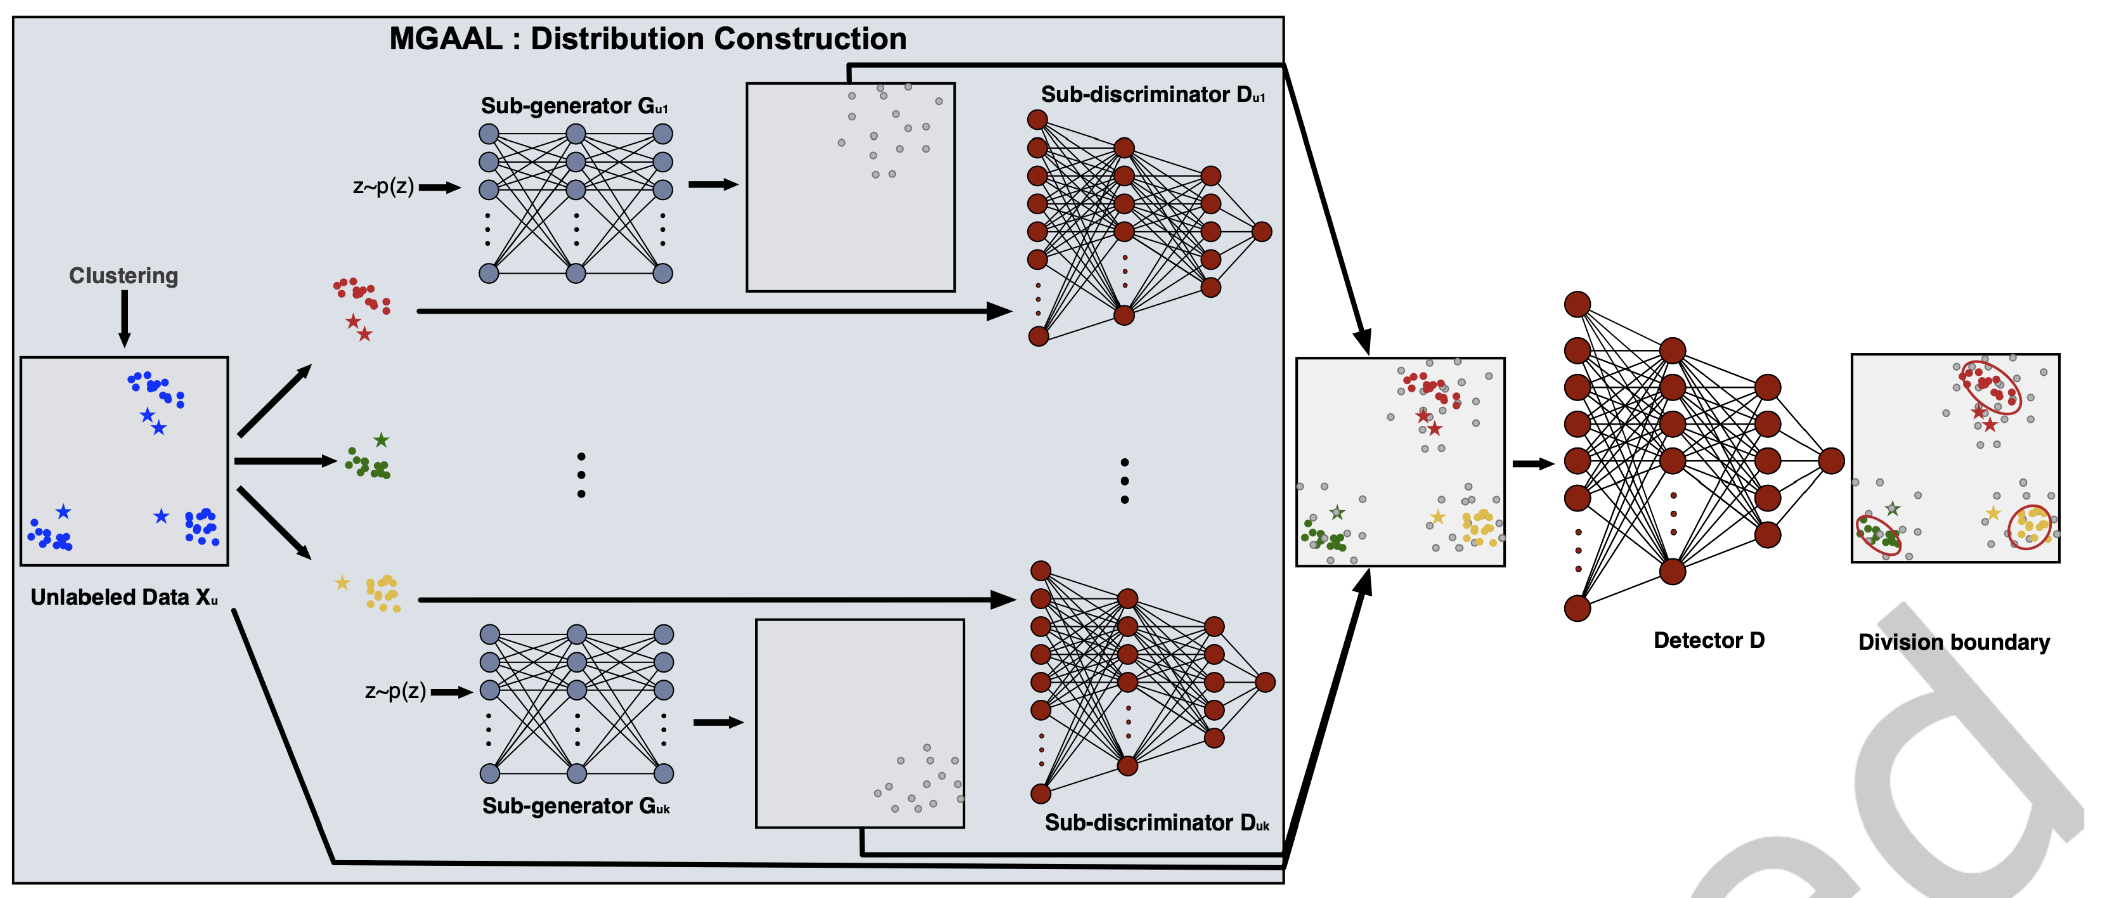 MGAAL : Distribution Construction
Sub-generator Gu1
Sub-discriminator Du1
z~p(z)
Clustering
Unlabeled Data Xu
z~p(z)
Sub-generator Guk
Sub-discriminator Duk
Detector D
Division boundary
ed